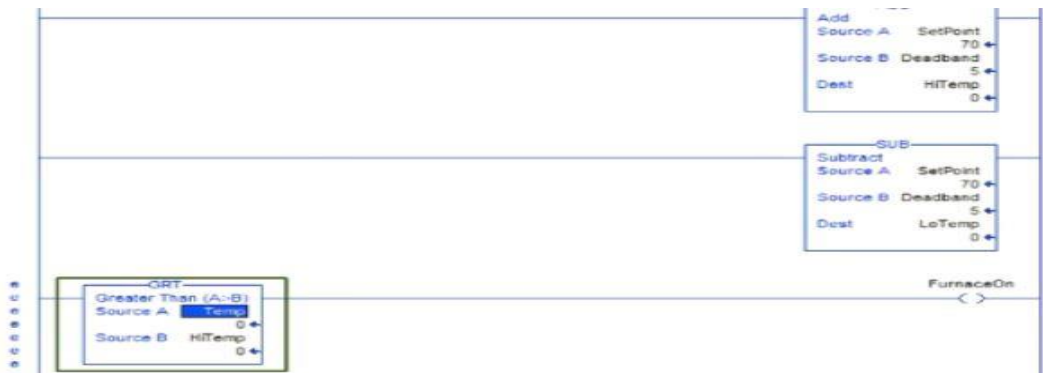 Add
Source A SetPoint
70
Source B Deadband
5
Dest HiTemp
0
SUB
Subtract
Source A SetPoint
70
Source B Deadband
5
Dest LoTemp
0
GRT
Greater Than (A>B)
Source A Temp
0
Source B HiTemp
0
FurnaceOn